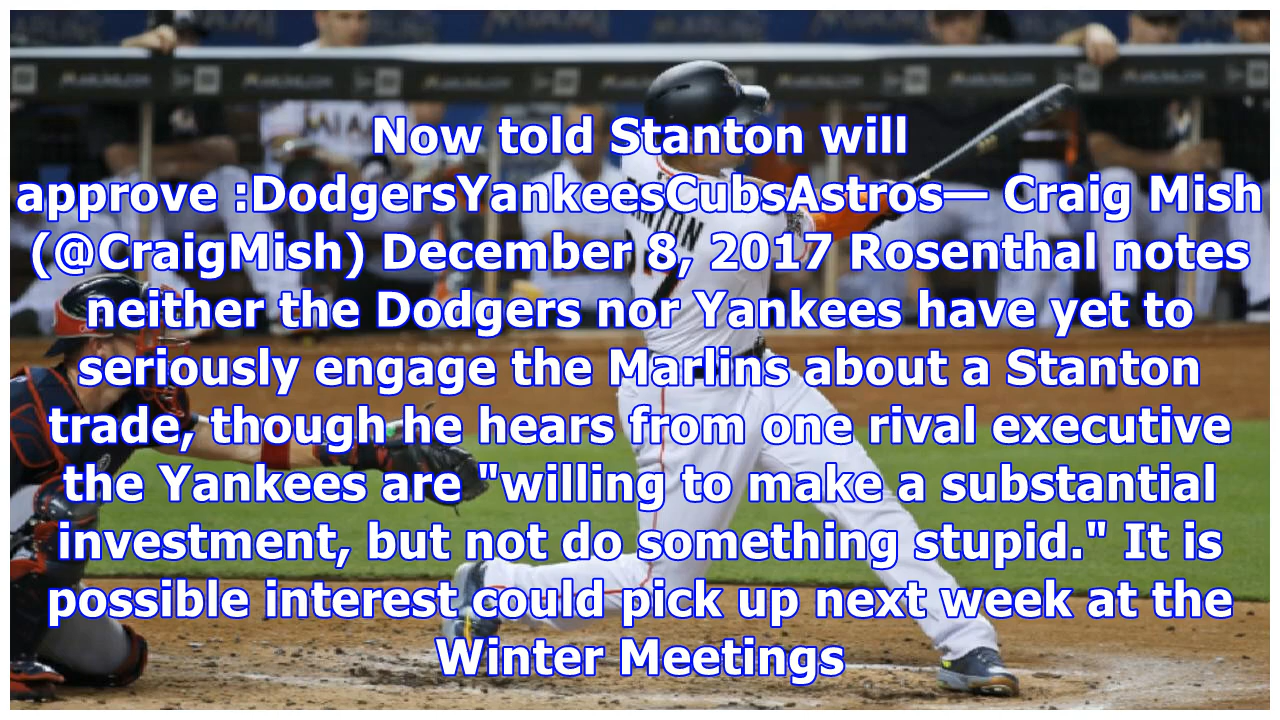 MIAMI
Now told Stanton will
approve :DodgersYankeesCubsAstros— Craig Mish
(@CraigMish) December 8, 2017 Rosenthal notes
neither the Dodgers nor Yankees have yet to
seriously engage the Marlins about a Stanton
trade, though he hears from one rival executive
the Yankees are "willing to make a substantial
investment, but not do something stupid." It is
possible interest could pick up next week at the
Winter Meetings